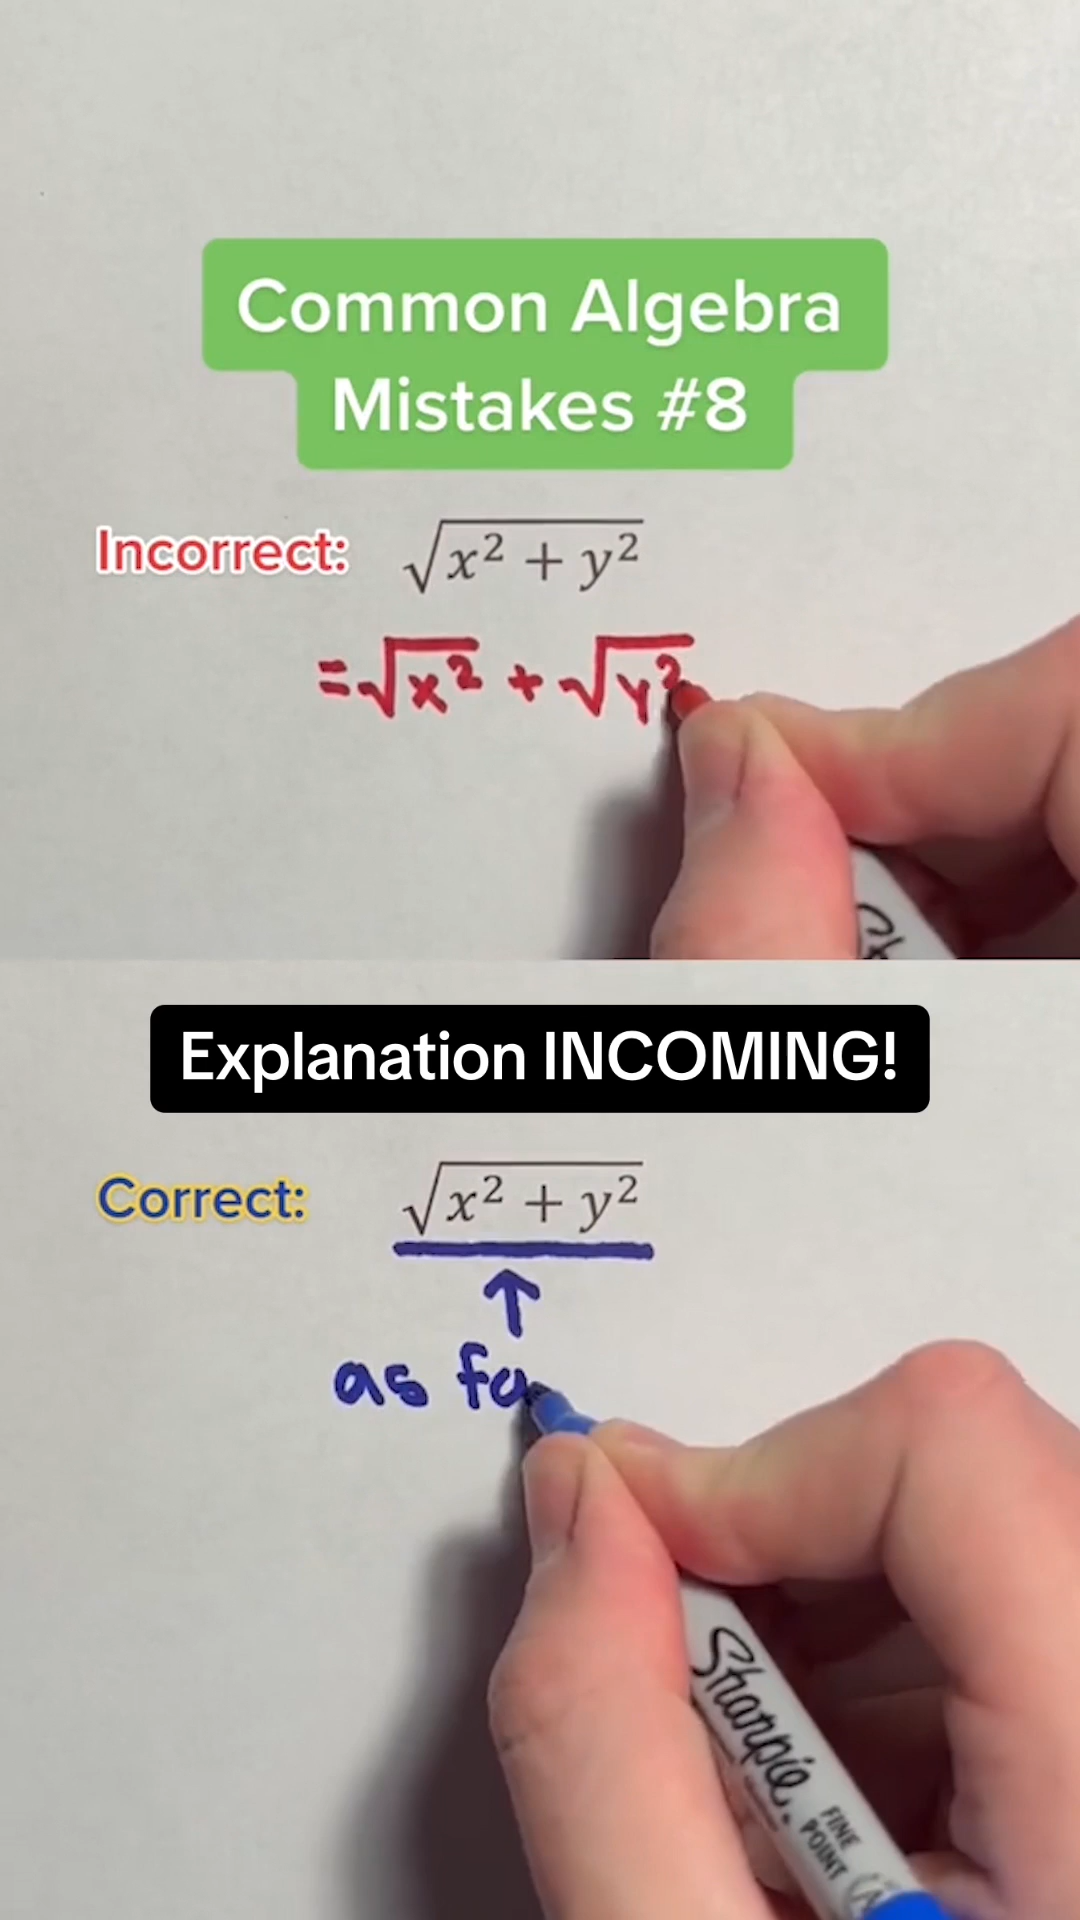 Common Algebra
Mistakes #8
Incorrect: √x² + y²
= √x² + √y²
Explanation INCOMING!
Correct: √x² + y²
↑
as fa
Sharpie.
FINE
POINT